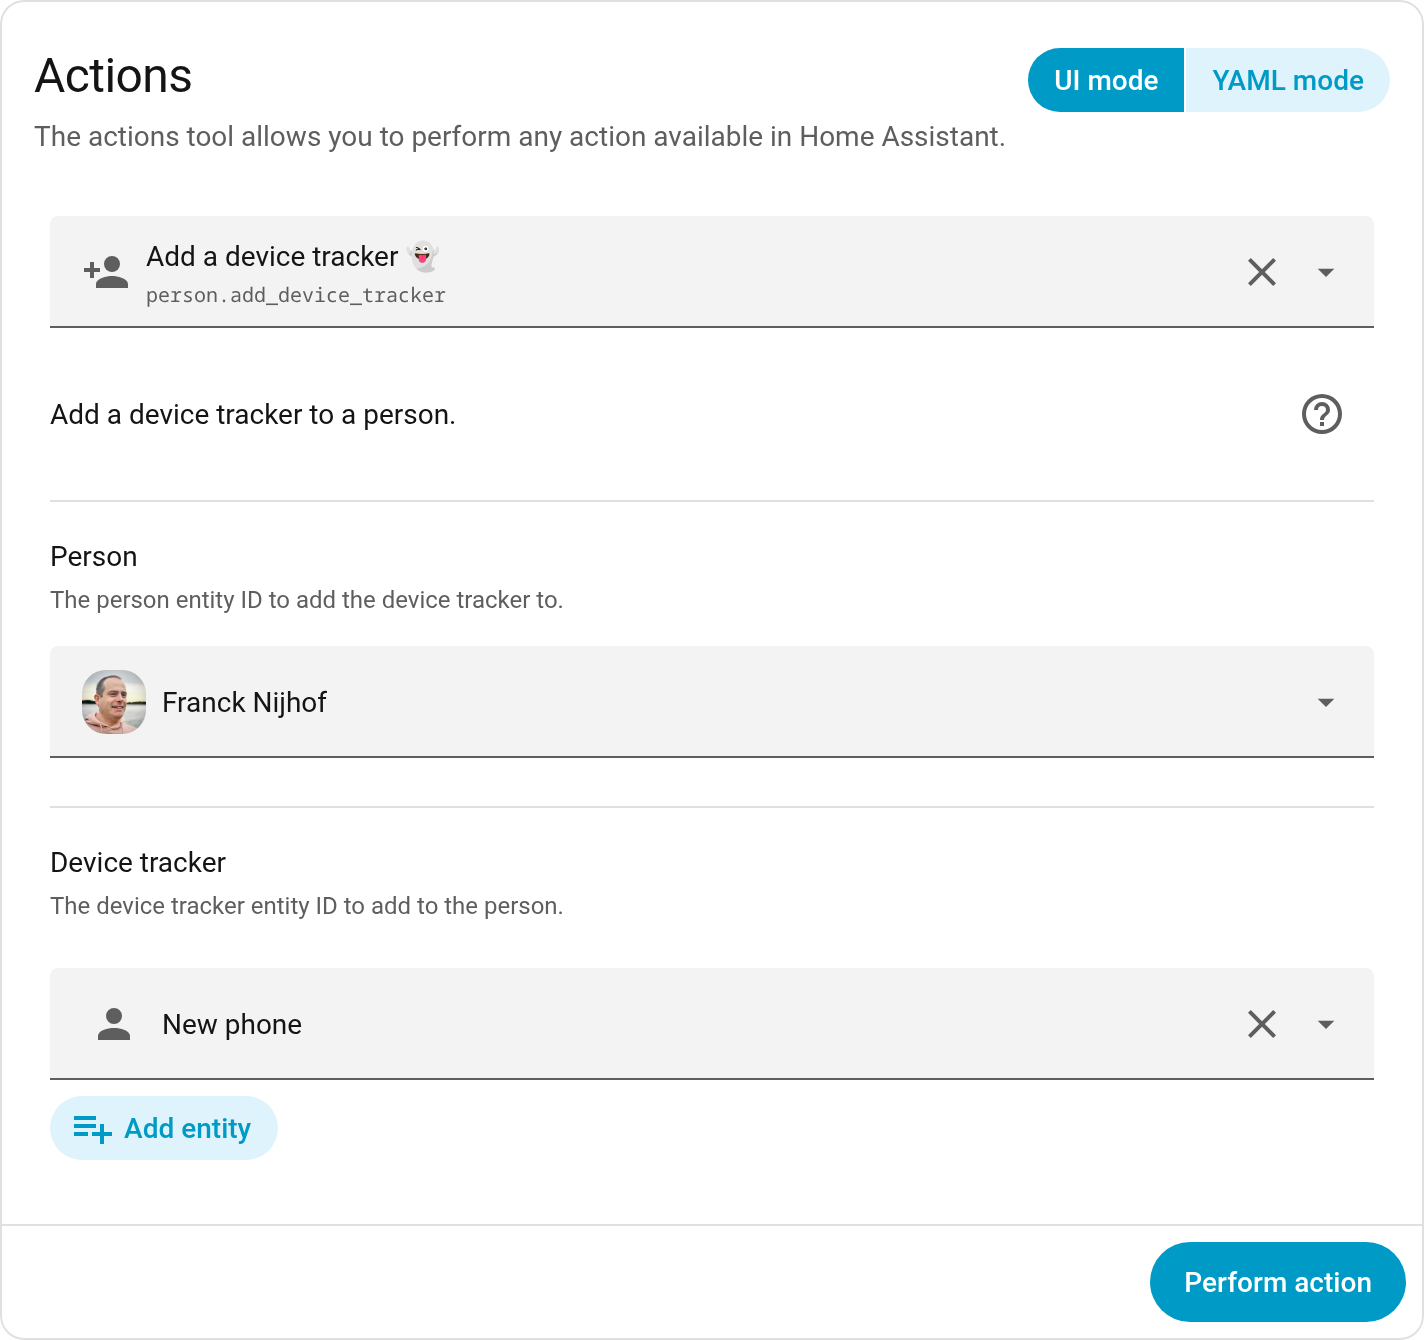 Actions
UI mode
YAML mode
The actions tool allows you to perform any action available in Home Assistant.
Add a device tracker 👻
person.add_device_tracker
Add a device tracker to a person.
Person
The person entity ID to add the device tracker to.
Franck Nijhof
Device tracker
The device tracker entity ID to add to the person.
New phone
Add entity
Perform action